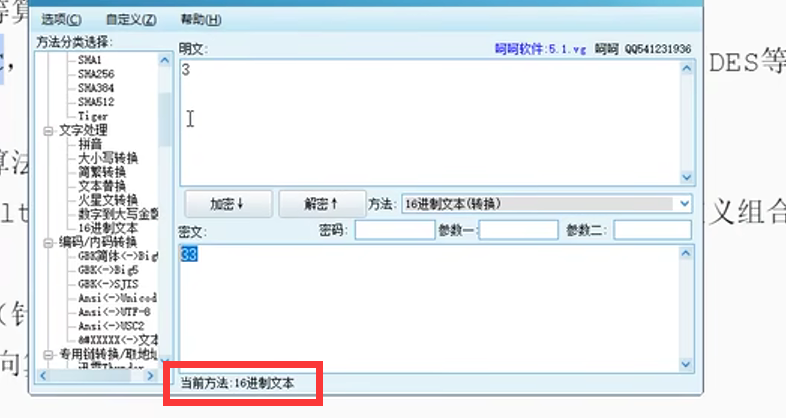 等算
选项(C) 自定义(Z) 帮助(H)
方法分类选择:
明文:
呵呵软件:5.1.vg 呵呵 QQ541231936
SHA1
SHA256
SHA384
SHA512
Tiger
文字处理
拼音
大小写转换
简繁转换
文本替换
火星文转换
数字到大写金额
16进制文本
编码/内码转换
GBK简体<->Big
GBK<->Big5
GBK<->SJIS
Ansi<->Unicod
Ansi<->UTF-8
Ansi<->USC2
&#XXXXX<->文本
专用链转换/取地址
迅雷Thunder
3
加密↓ 解密↑ 方法: 16进制文本(转换)
密文: 密码: 参数一: 参数二:
33
当前方法:16进制文本
DES等
算法
lt
义组合
(针
向